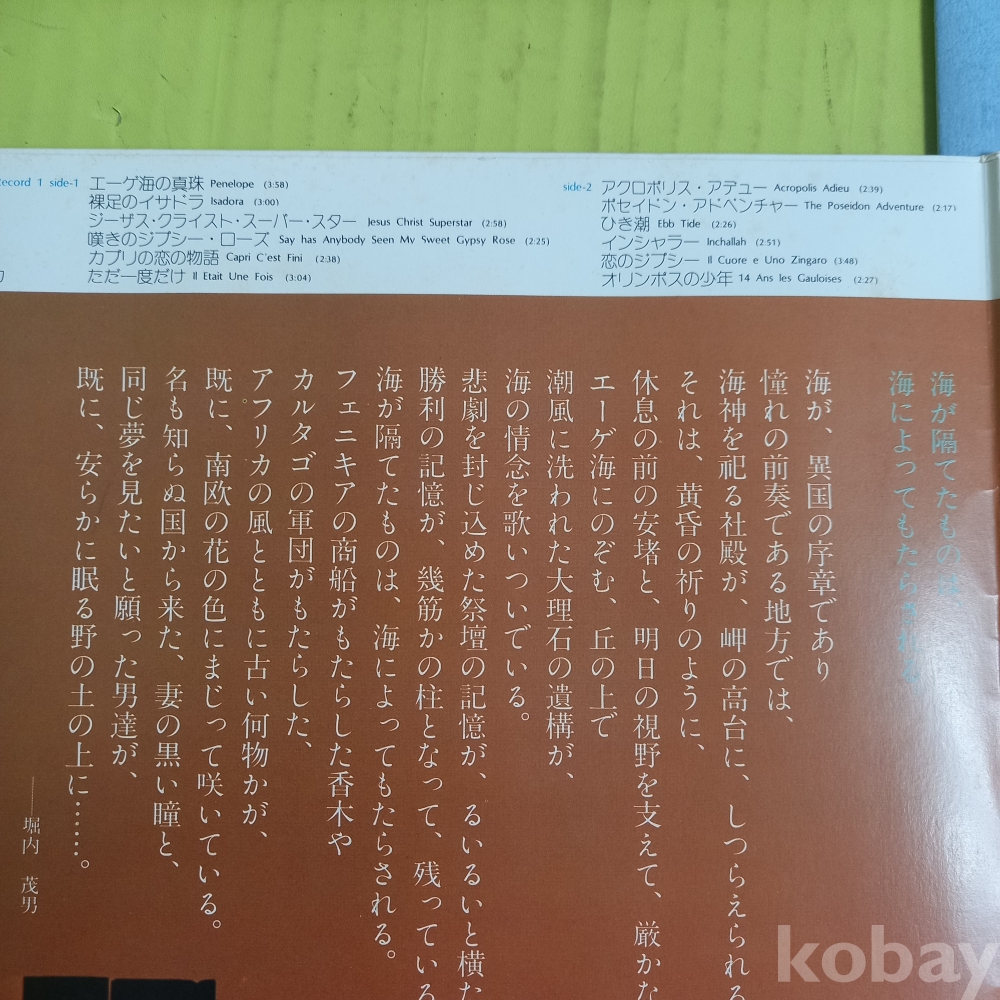 Record 1 side-1
エーゲ海の真珠 Penelope (3:58)
裸足のイサドラ Isadora (3:00)
ジーザス・クライスト・スーパー・スター Jesus Christ Superstar (2:58)
嘆きのジプシー・ローズ Say has Anybody Seen My Sweet Gypsy Rose (2:25)
カプリの恋の物語 Capri C'est Fini (2:38)
ただ一度だけ Il Etait Une Fois (3:04)
side-2
アクロポリス・アデュー Acropolis Adieu (2:39)
ポセイドン・アドベンチャー The Poseidon Adventure (2:17)
ひき潮 Ebb Tide (2:26)
インシャラー Inchallah (2:51)
恋のジプシー Il Cuore e Uno Zingaro (3:48)
オリンポスの少年 14 Ans les Gauloises (2:27)
海が隔てたものは
海によってもたらされる
海が、異国の序章であり
憧れの前奏である地方では、
海神を祀る社殿が、岬の高台に、しつらえられる
それは、黄昏の祈りのように、
休息の前の安堵と、明日の視野を支えて、厳かな
エーゲ海にのぞむ、丘の上で
潮風に洗われた大理石の遺構が、
海の情念を歌いついでいる。
悲劇を封じ込めた祭壇の記憶が、るいるいと横た
勝利の記憶が、幾筋かの柱となって、残っている
海が隔てたものは、海によってもたらされる。
フェニキアの商船がもたらした香木や
カルタゴの軍団がもたらした、
アフリカの風とともに古い何物かが、
既に、南欧の花の色にまじって咲いている。
名も知らぬ国から来た、妻の黒い瞳と、
同じ夢を見たいと願った男達が、
既に、安らかに眠る野の土の上に……。
——堀内 茂男
kobay